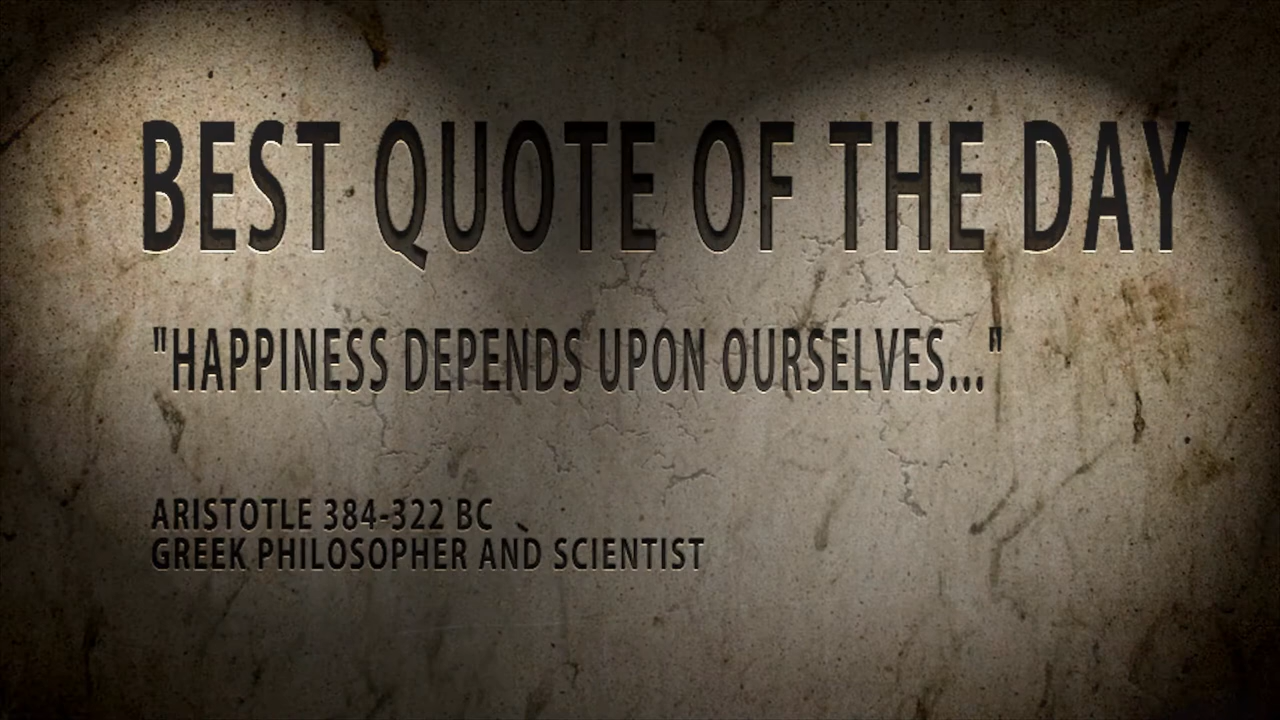 BEST QUOTE OF THE DAY
"HAPPINESS DEPENDS UPON OURSELVES..."
ARISTOTLE 384-322 BC
GREEK PHILOSOPHER AND SCIENTIST